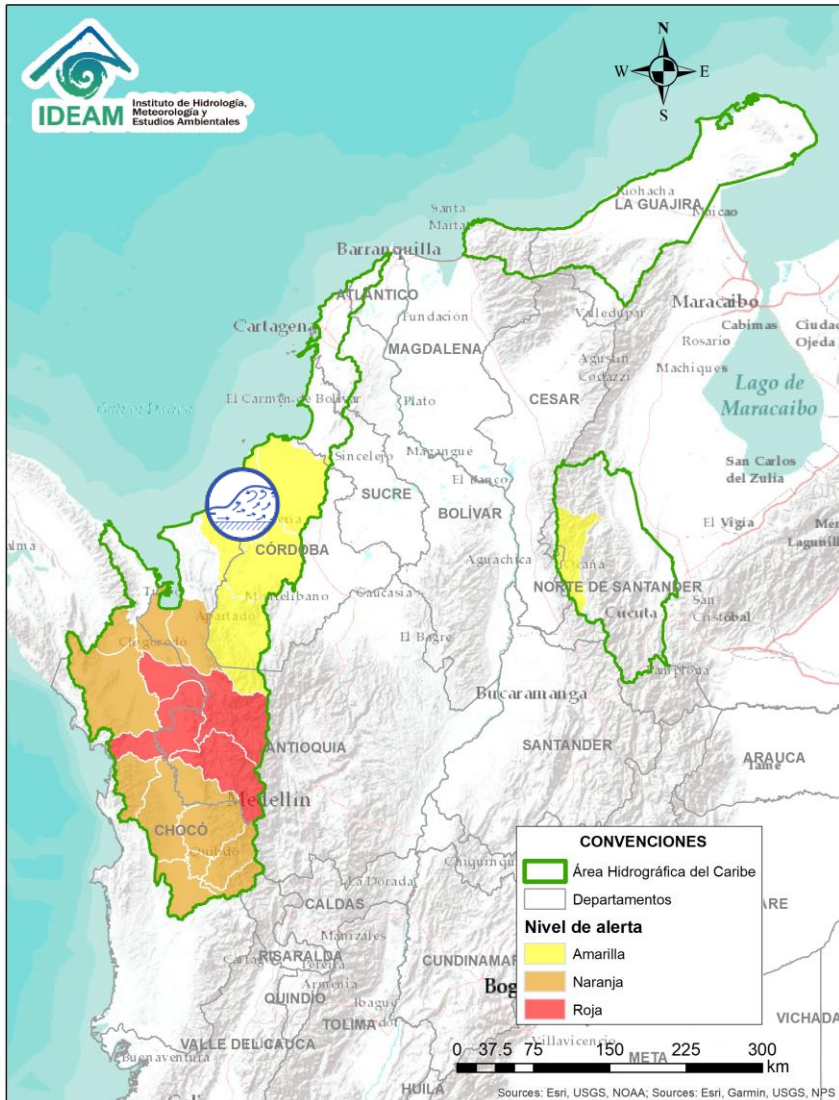 N
W
E
S
IDEAM
Instituto de Hidrología,
Meteorología y
Estudios Ambientales
Riohacha
LA GUAJIRA
Maicao
Santa
Marta
Barranquilla
ATLÁNTICO
Fundación
Valledupar
Maracaibo
Cabimas
Ciudad
Ojeda
Cartagena
MAGDALENA
Agustín
Codazzi
Rosario
Machiques
CESAR
Lago de
Maracaibo
El Carmen de Bolívar
Plato
Sincelejo
Magangué
San Carlos
del Zulia
SUCRE
El Banco
BOLÍVAR
El Vigía
CÓRDOBA
Aguachica
Ocaña
NORTE DE SANTANDER
Montelíbano
Caucasia
Cúcuta
San
Cristóbal
Apartadó
Chigorodó
El Bagre
Pamplona
Bucaramanga
ANTIOQUIA
SANTANDER
ARAUCA
Tame
Medellín
CHOCÓ
Quibdó
La Dorada
CALDAS
Manizales
RISARALDA
Pereira
CUNDINAMAR
Armenia
QUINDÍO
Ibagué
Bog
TOLIMA
VICHADA
VALLE DEL CAUCA
Villavicencio
Buenaventura
META
HUILA
CONVENCIONES
Área Hidrográfica del Caribe
Departamentos
Nivel de alerta
Amarilla
Naranja
Roja
0 37.5 75 150 225 300
km
Sources: Esri, USGS, NOAA; Sources: Esri, Garmin, USGS, NPS